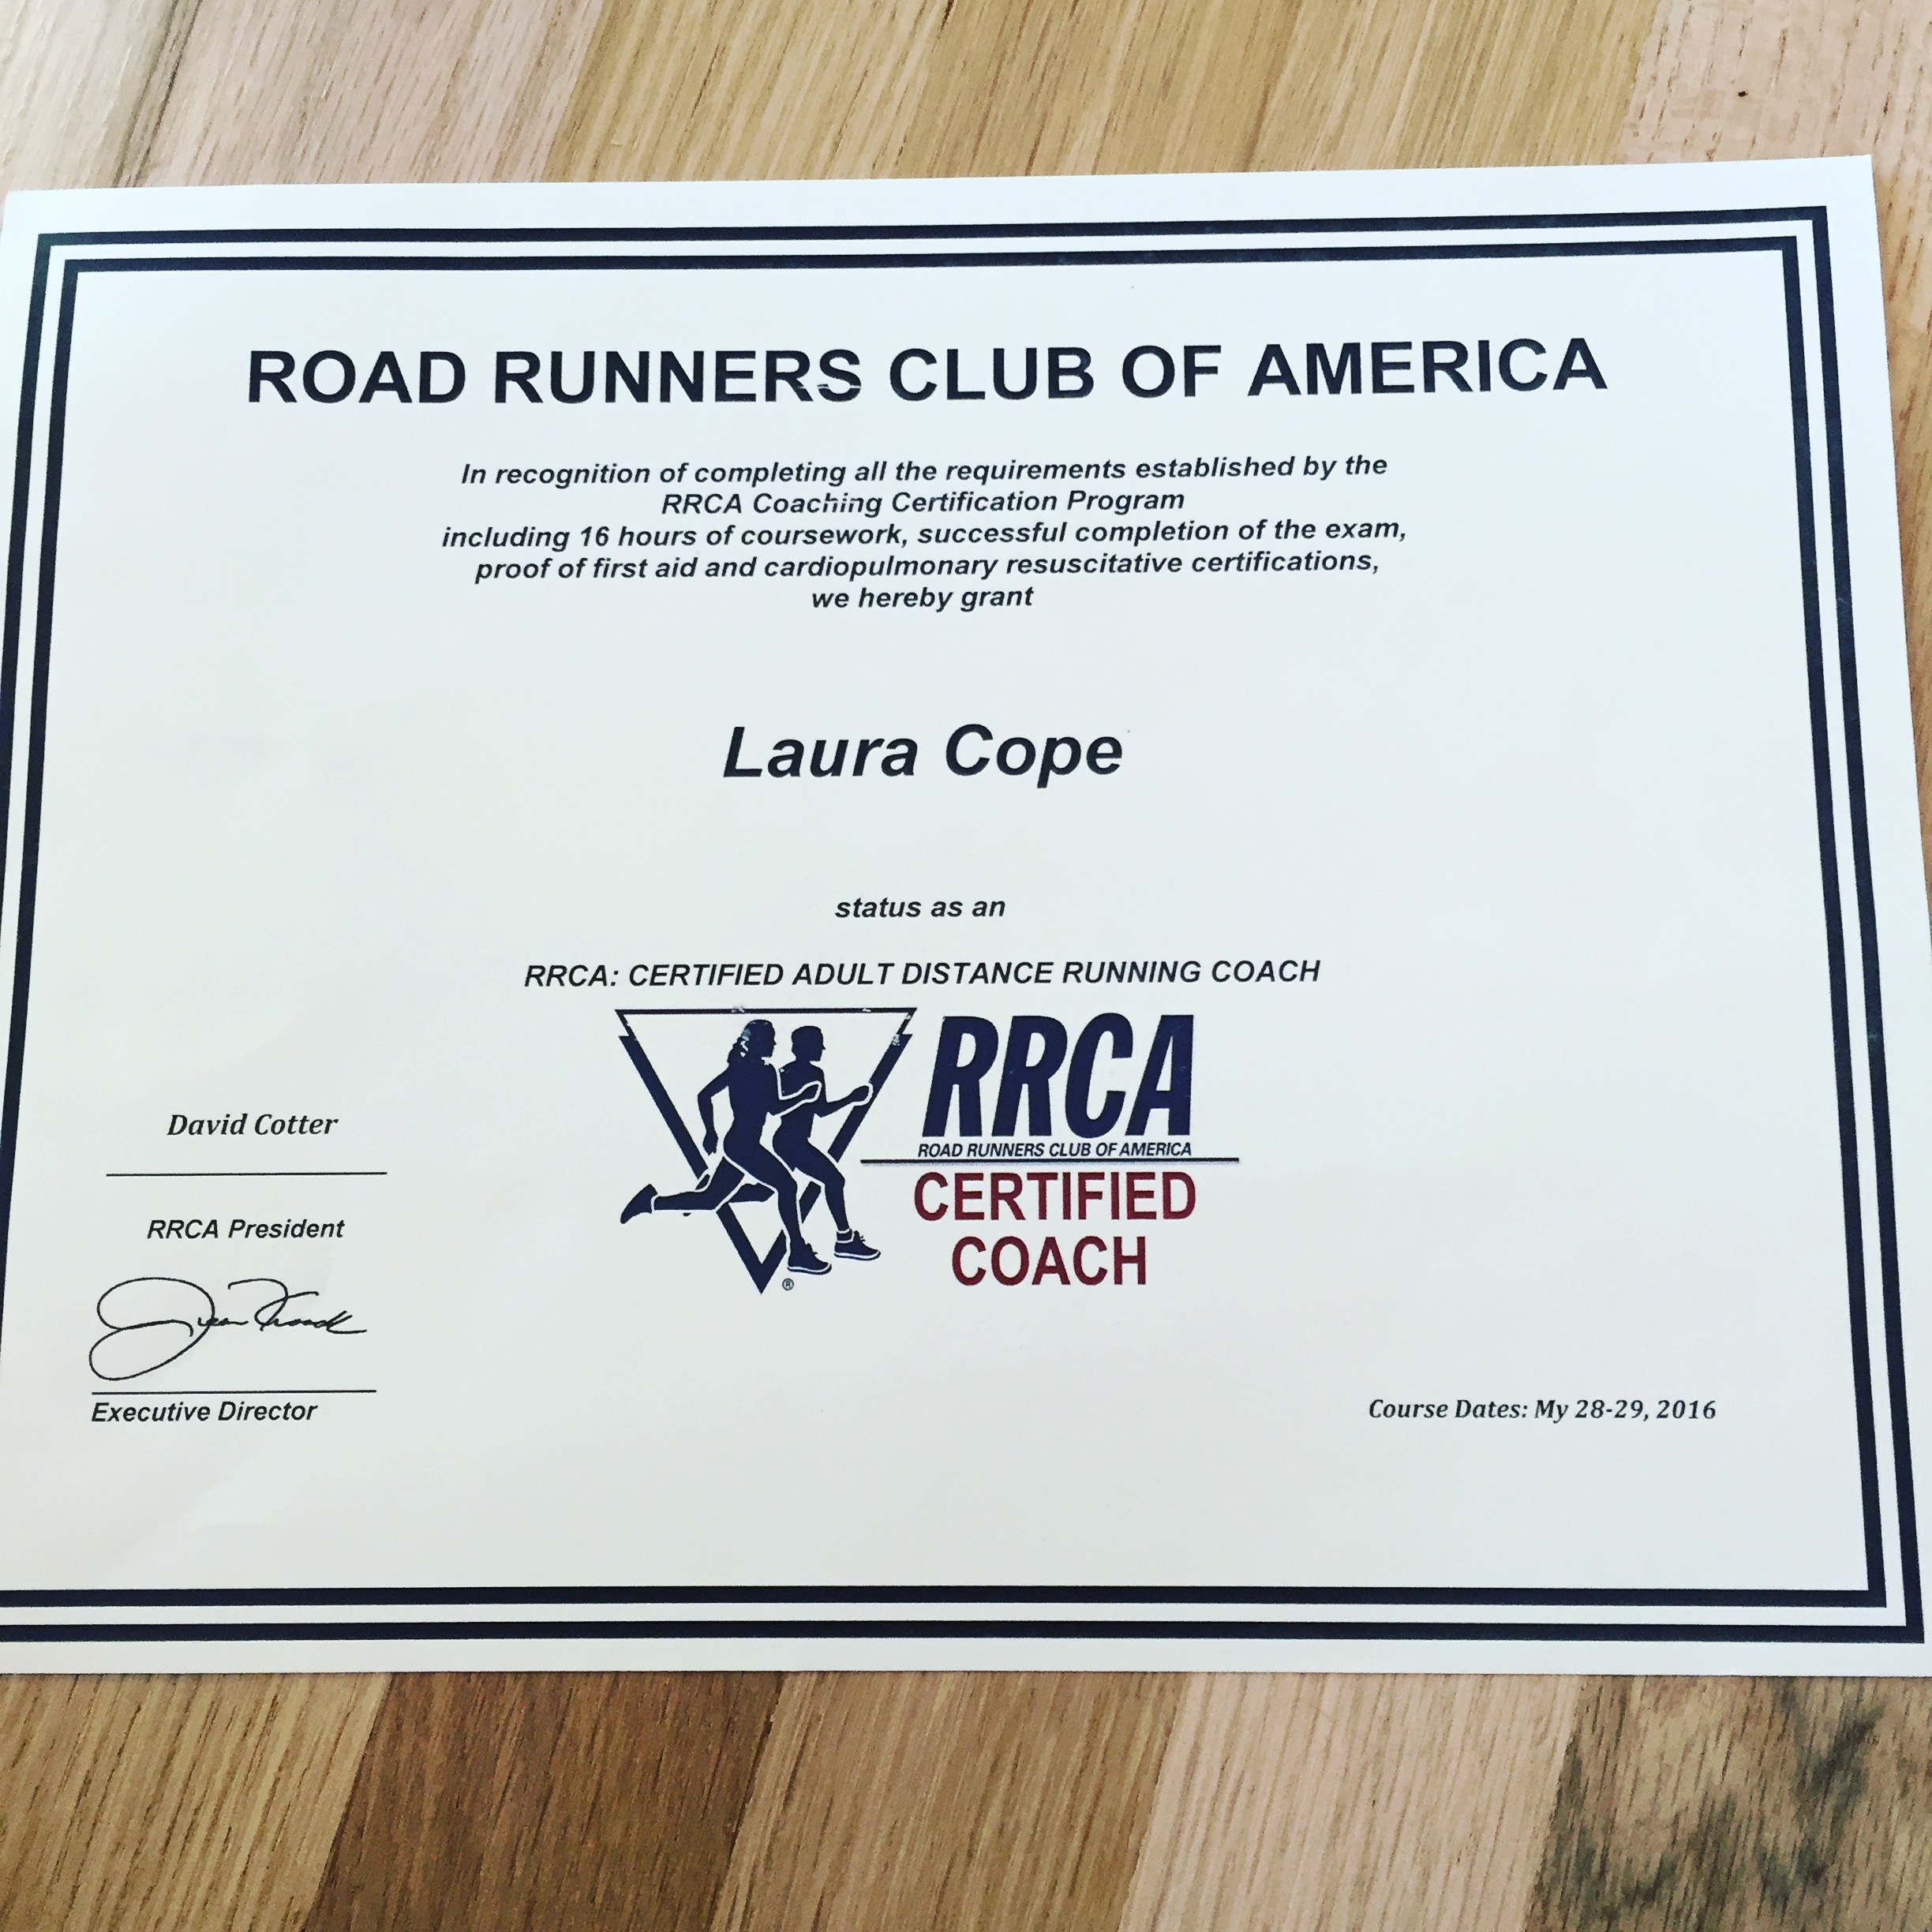 ROAD RUNNERS CLUB OF AMERICA
In recognition of completing all the requirements established by the
RRCA Coaching Certification Program
including 16 hours of coursework, successful completion of the exam,
proof of first aid and cardiopulmonary resuscitative certifications,
we hereby grant
Laura Cope
status as an
RRCA: CERTIFIED ADULT DISTANCE RUNNING COACH
RRCA
ROAD RUNNERS CLUB OF AMERICA
CERTIFIED
COACH
®
David Cotter
RRCA President
Executive Director
Course Dates: My 28-29, 2016